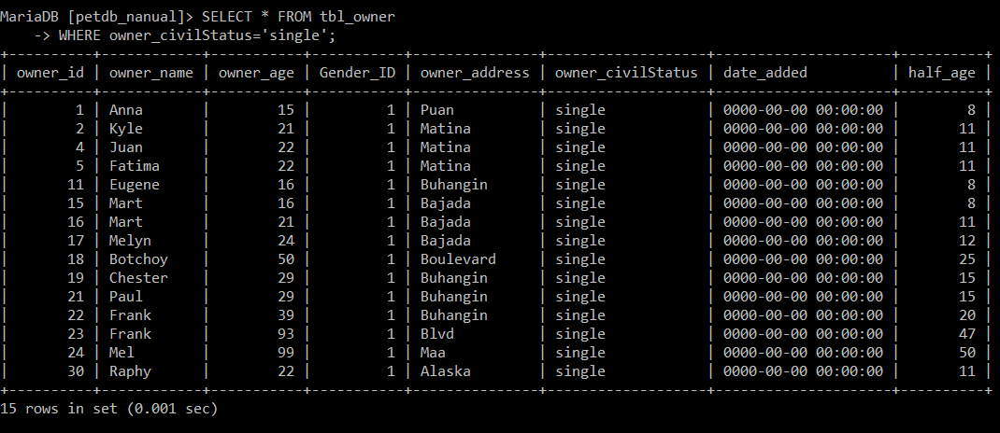 MariaDB [petdb_nanual]> SELECT * FROM tbl_owner
    -> WHERE owner_civilStatus='single';
+----------+------------+-----------+-----------+---------------+-------------------+---------------------+----------+
| owner_id | owner_name | owner_age | Gender_ID | owner_address | owner_civilStatus | date_added          | half_age |
+----------+------------+-----------+-----------+---------------+-------------------+---------------------+----------+
|        1 | Anna       |        15 |         1 | Puan          | single            | 0000-00-00 00:00:00 |        8 |
|        2 | Kyle       |        21 |         1 | Matina        | single            | 0000-00-00 00:00:00 |       11 |
|        4 | Juan       |        22 |         1 | Matina        | single            | 0000-00-00 00:00:00 |       11 |
|        5 | Fatima     |        22 |         1 | Matina        | single            | 0000-00-00 00:00:00 |       11 |
|       11 | Eugene     |        16 |         1 | Buhangin      | single            | 0000-00-00 00:00:00 |        8 |
|       15 | Mart       |        16 |         1 | Bajada        | single            | 0000-00-00 00:00:00 |        8 |
|       16 | Mart       |        21 |         1 | Bajada        | single            | 0000-00-00 00:00:00 |       11 |
|       17 | Melyn      |        24 |         1 | Bajada        | single            | 0000-00-00 00:00:00 |       12 |
|       18 | Botchoy    |        50 |         1 | Boulevard     | single            | 0000-00-00 00:00:00 |       25 |
|       19 | Chester    |        29 |         1 | Buhangin      | single            | 0000-00-00 00:00:00 |       15 |
|       21 | Paul       |        29 |         1 | Buhangin      | single            | 0000-00-00 00:00:00 |       15 |
|       22 | Frank      |        39 |         1 | Buhangin      | single            | 0000-00-00 00:00:00 |       20 |
|       23 | Frank      |        93 |         1 | Blvd          | single            | 0000-00-00 00:00:00 |       47 |
|       24 | Mel        |        99 |         1 | Maa           | single            | 0000-00-00 00:00:00 |       50 |
|       30 | Raphy      |        22 |         1 | Alaska        | single            | 0000-00-00 00:00:00 |       11 |
+----------+------------+-----------+-----------+---------------+-------------------+---------------------+----------+
15 rows in set (0.001 sec)